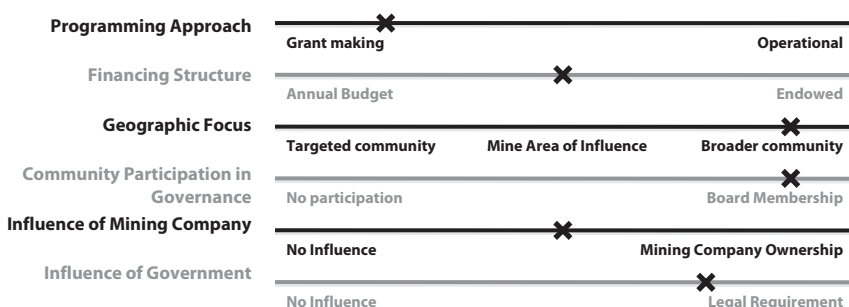 Programming Approach
Grant making Operational
Financing Structure
Annual Budget Endowed
Geographic Focus
Targeted community Mine Area of Influence Broader community
Community Participation in
Governance
No participation Board Membership
Influence of Mining Company
No Influence Mining Company Ownership
Influence of Government
No Influence Legal Requirement